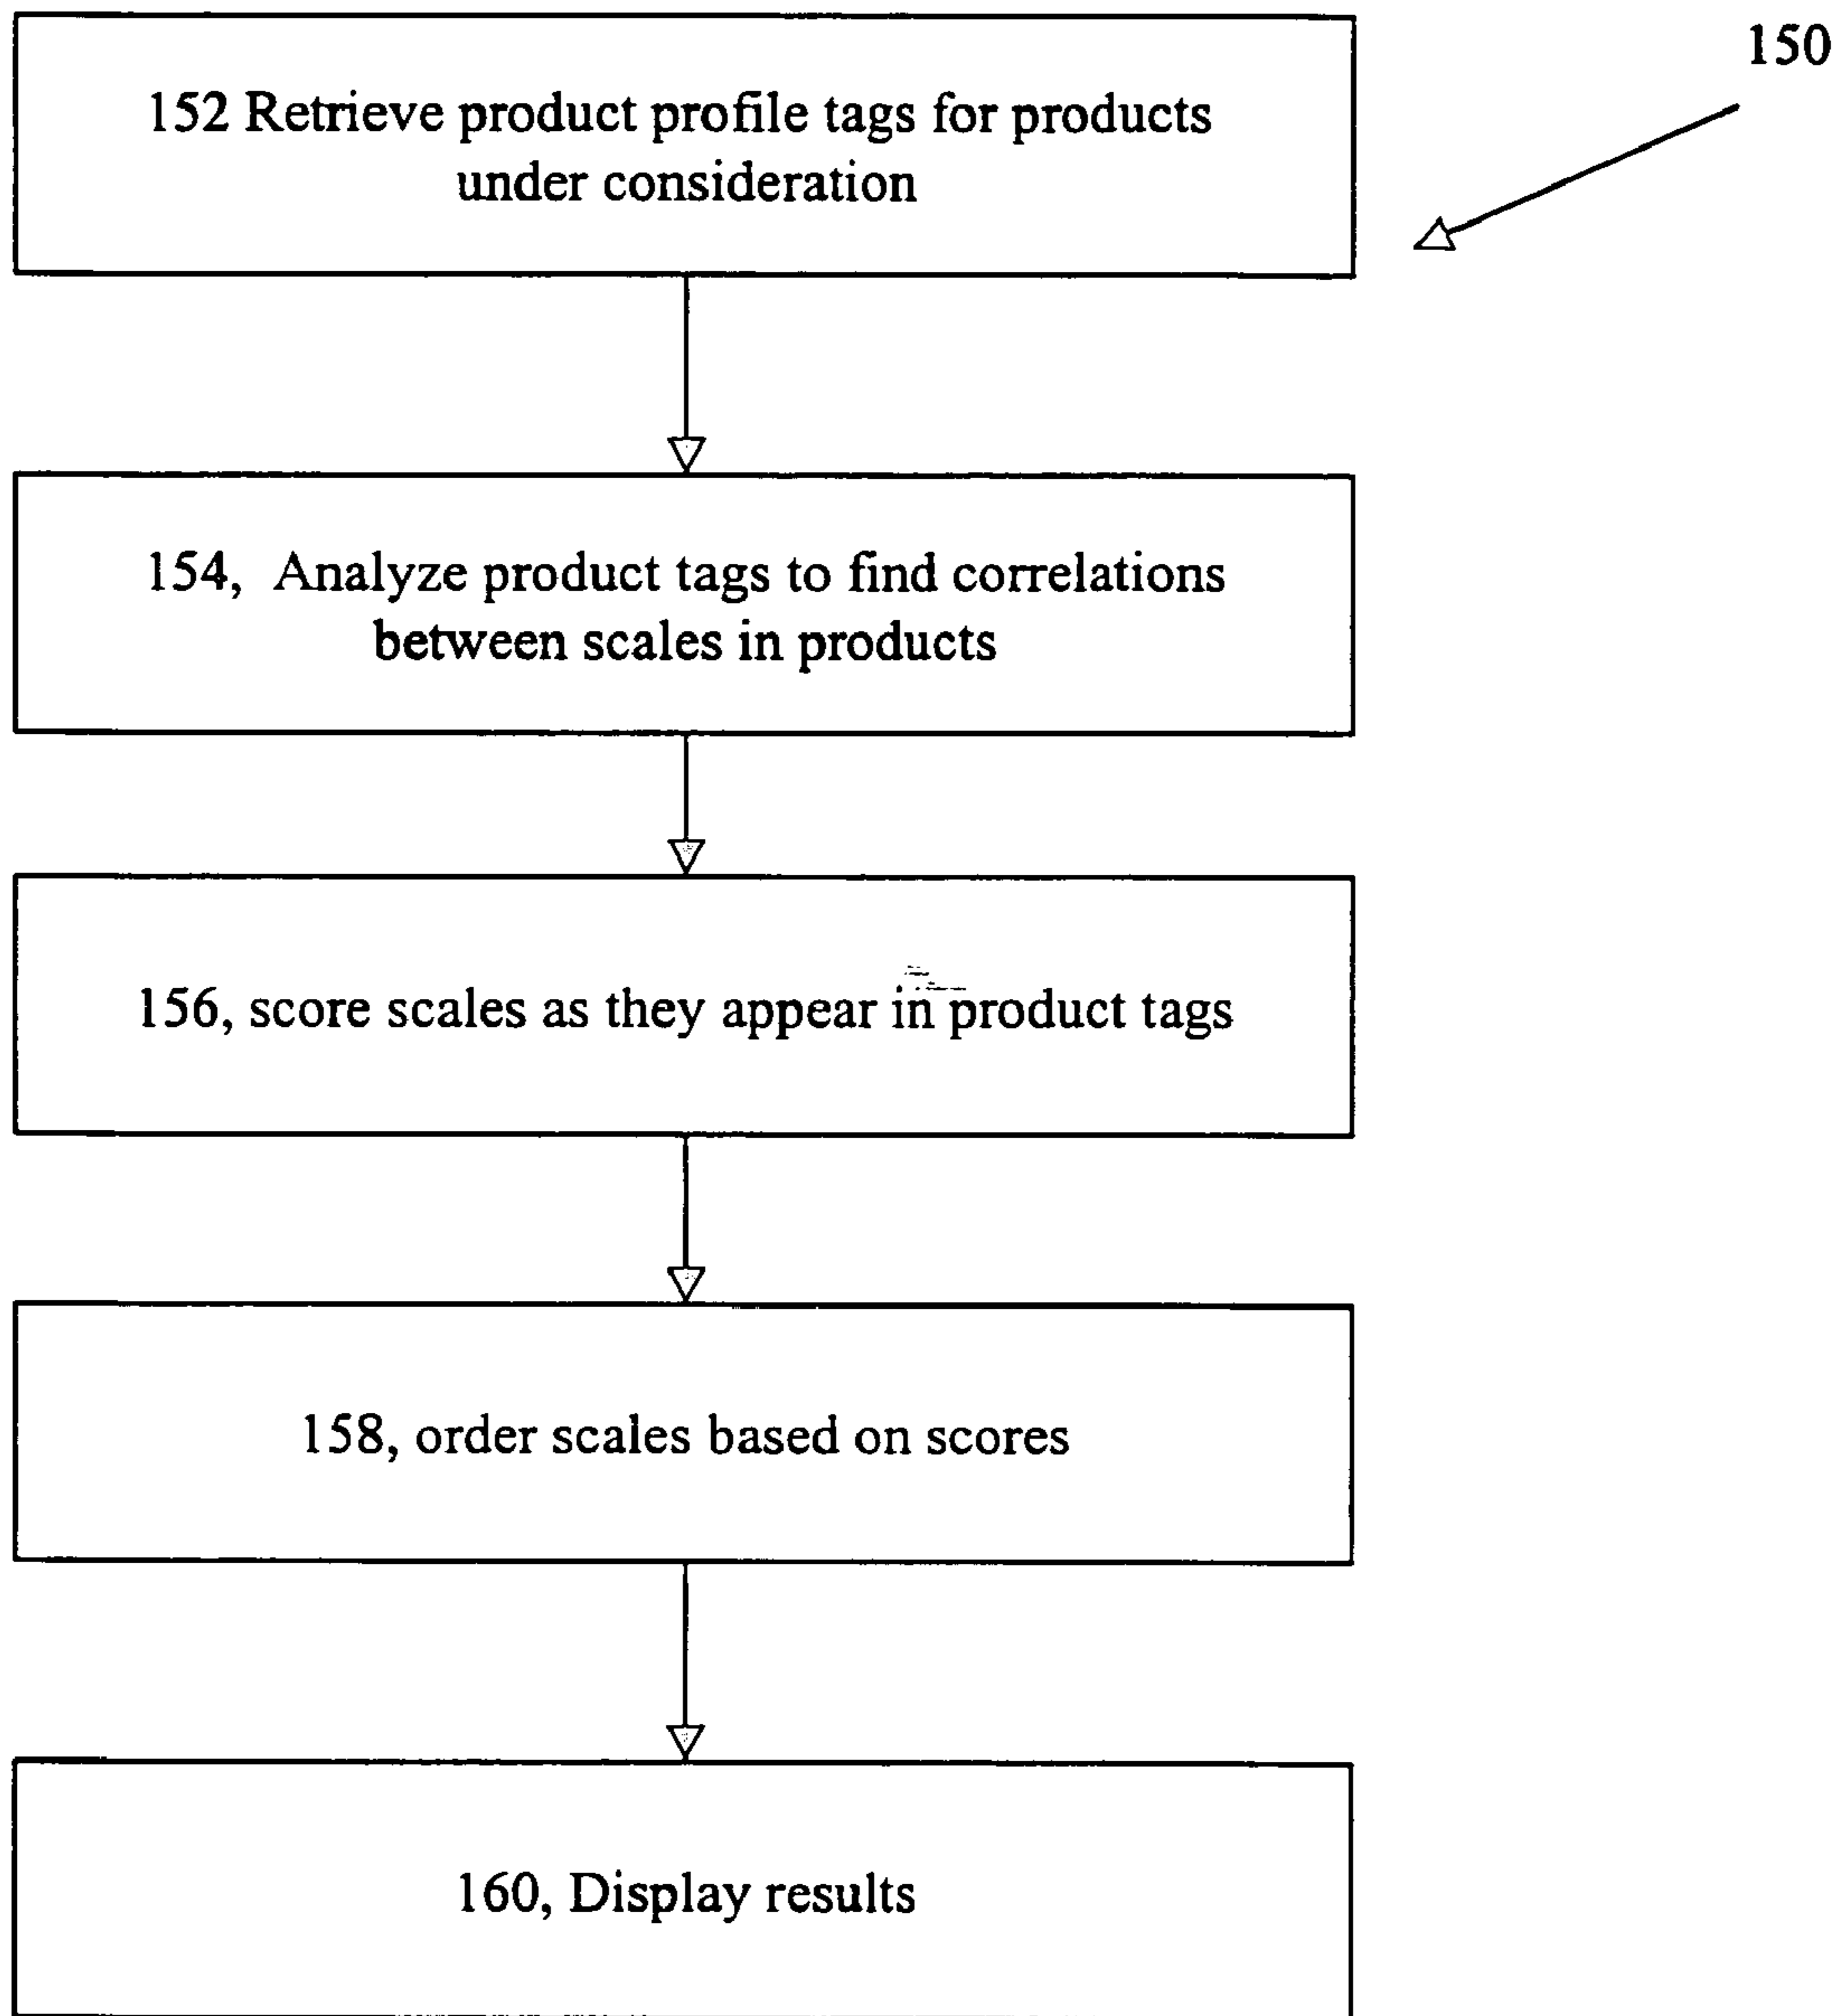 150
152 Retrieve product profile tags for products
under consideration
154, Analyze product tags to find correlations
between scales in products
156, score scales as they appear in product tags
158, order scales based on scores
160, Display results